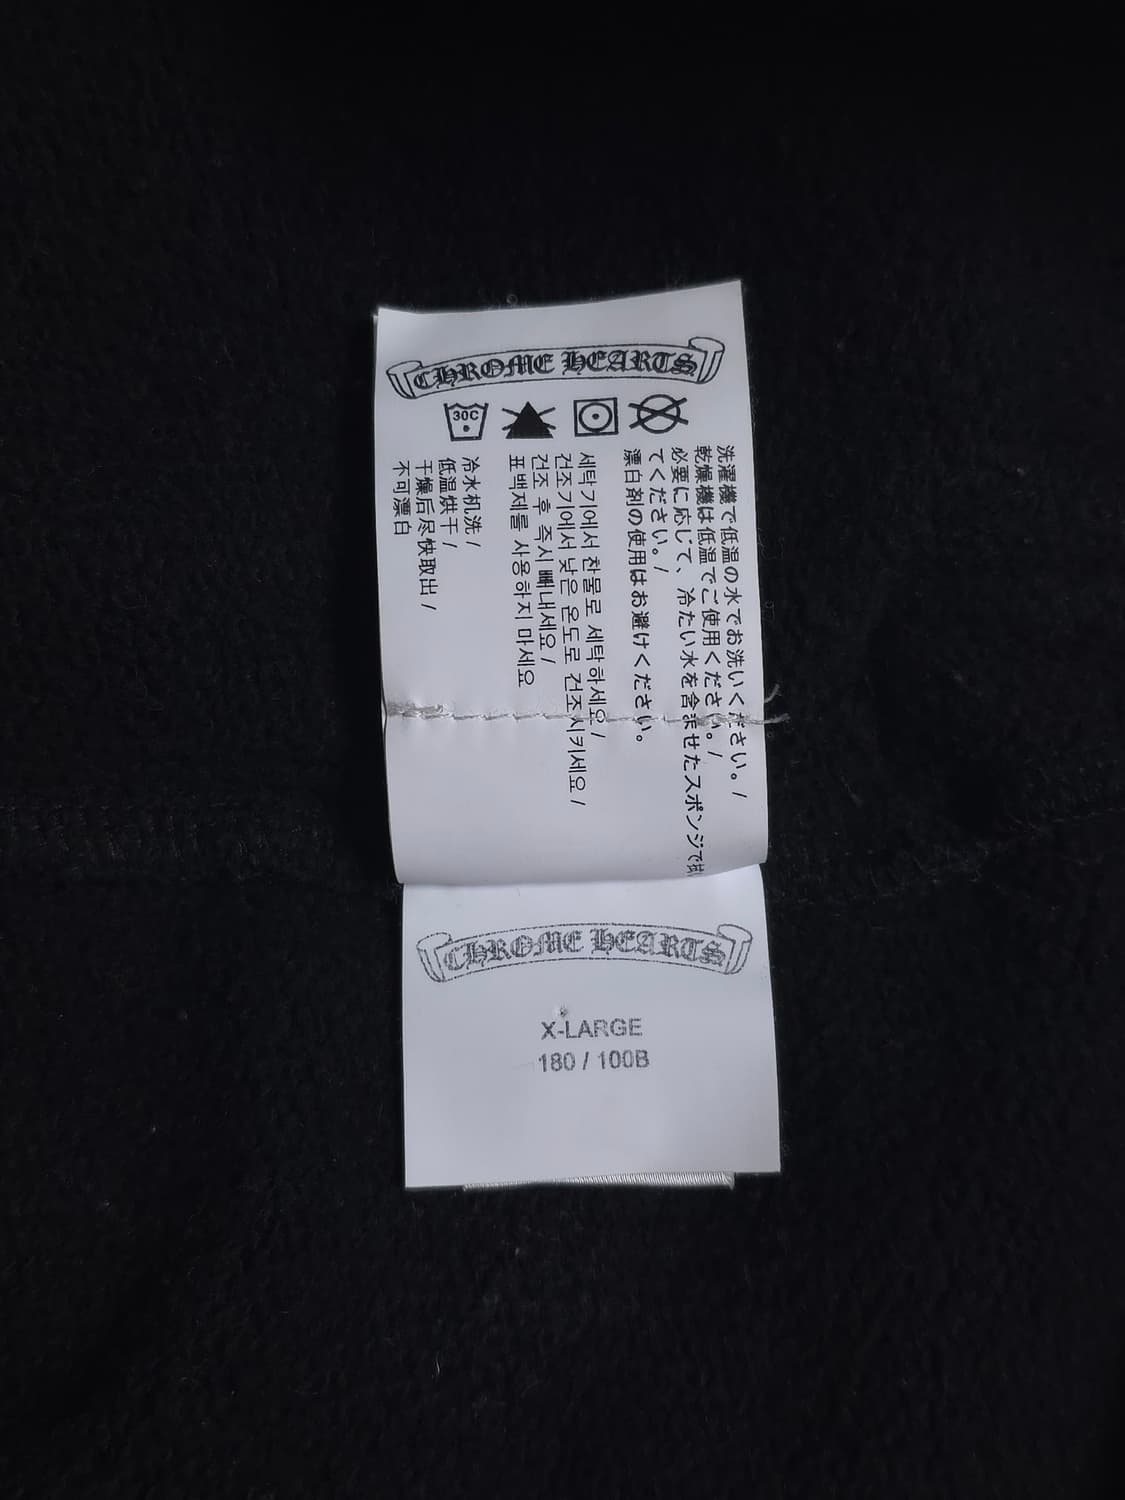 CHROME HEARTS
30C
洗濯機で低温の水でお洗いください。/
乾燥機は低温でご使用ください。/
必要に応じて、冷たい水を含ませたスポンジで拭
てください。/
漂白剤の使用はお避けください。
세탁기에서 찬물로 세탁하세요 /
건조기에서 낮은 온도로 건조시키세요 /
건조 후 즉시 빼내세요 /
표백제를 사용하지 마세요
冷水机洗 /
低温烘干 /
干燥后尽快取出 /
不可漂白
CHROME HEARTS
X-LARGE
180 / 100B